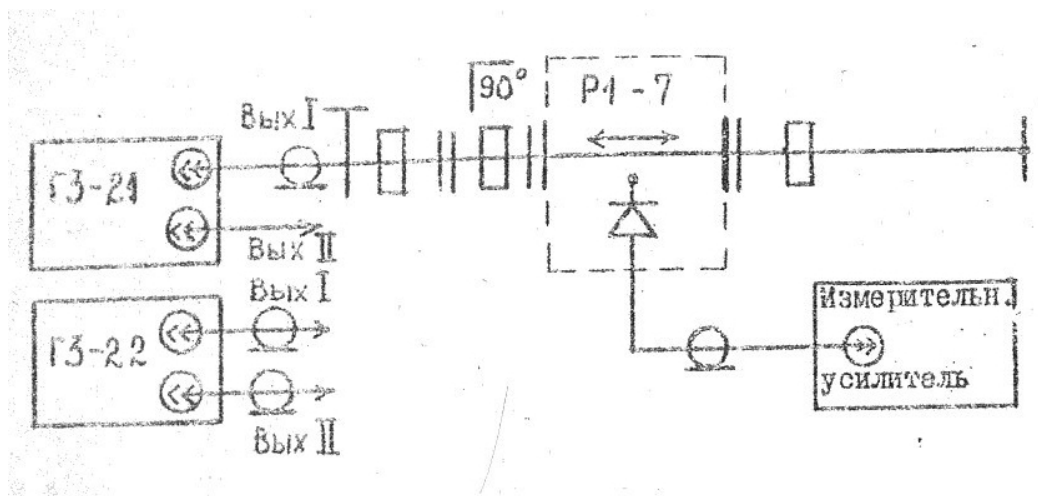 90°
Р1-7
Вых I
Г3-21
Вых II
Вых I
Г3-22
Вых II
Измерительн.
усилитель